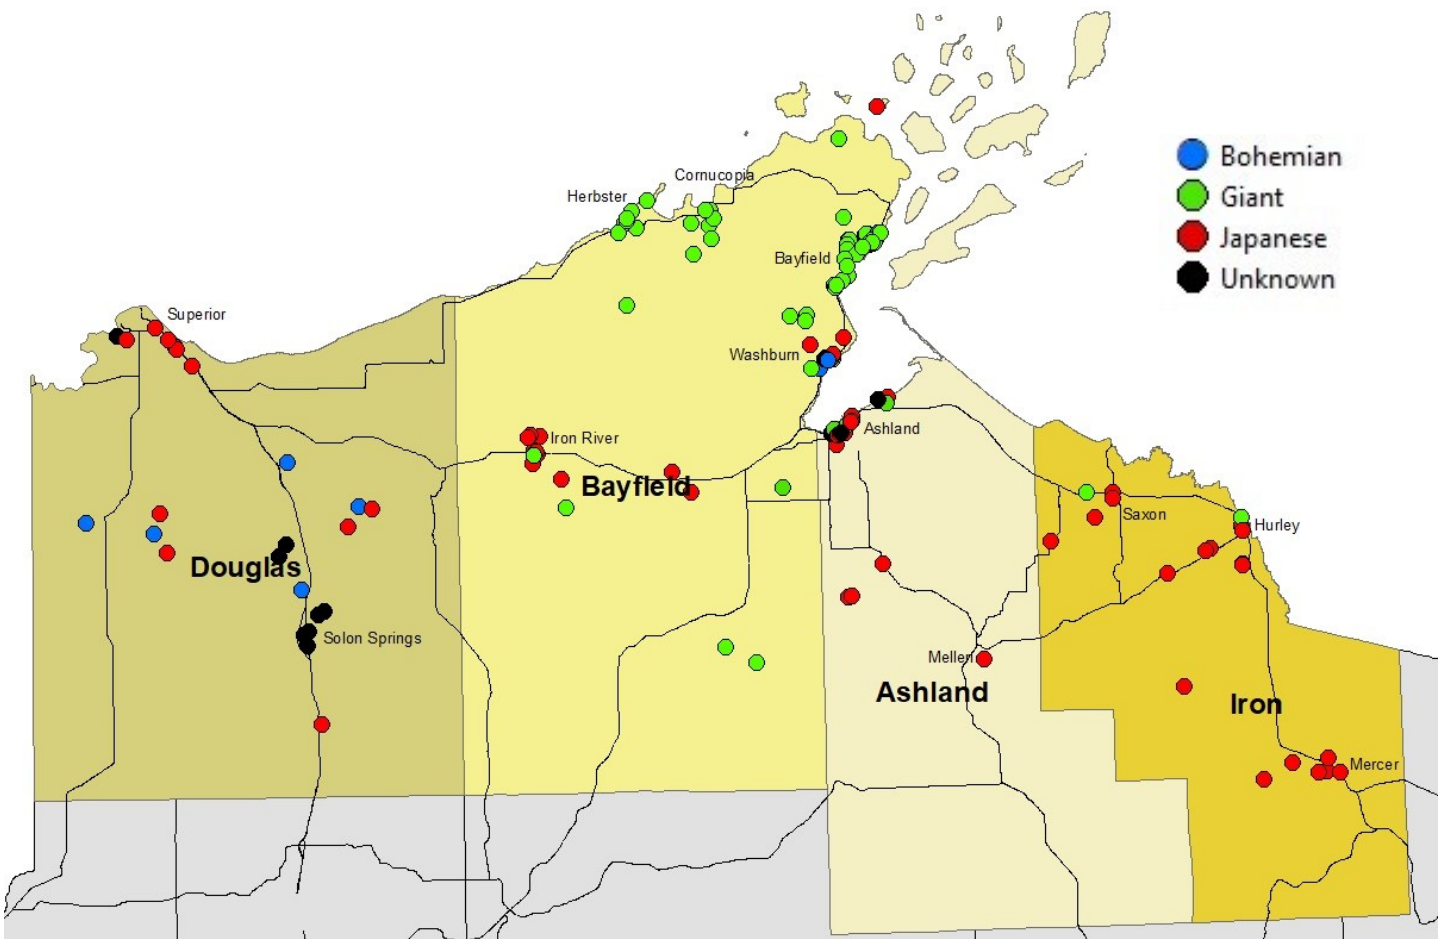 Cornucopia
Herbster
Bohemian
Giant
Japanese
Unknown
Bayfield
Superior
Washburn
Ashland
Iron River
Bayfield
Saxon
Hurley
Douglas
Solon Springs
Mellen
Ashland
Iron
Mercer